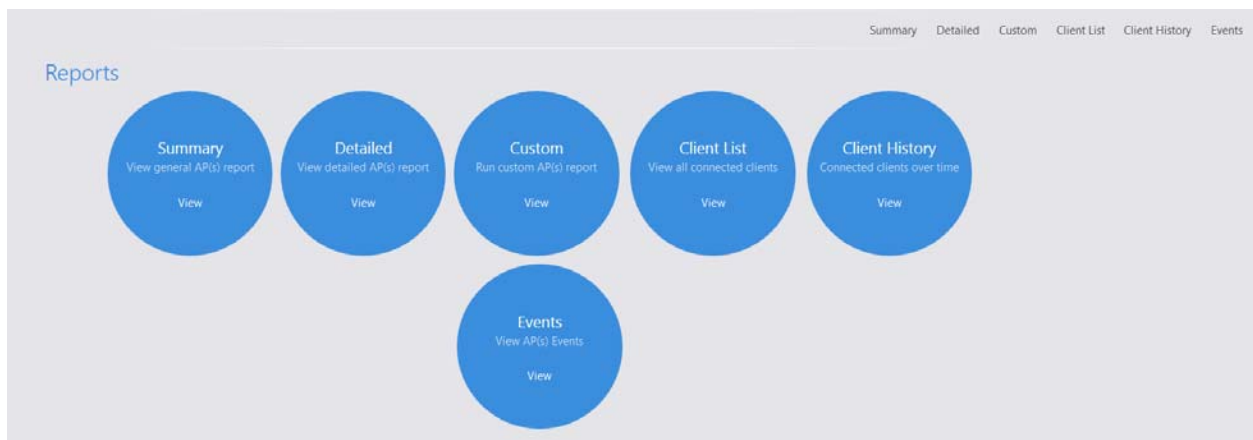 Summary Detailed Custom Client List Client History Events
Reports
Summary
View general AP(s) report
View
Detailed
View detailed AP(s) report
View
Custom
Run custom AP(s) report
View
Client List
View all connected clients
View
Client History
Connected clients over time
View
Events
View AP(s) Events
View